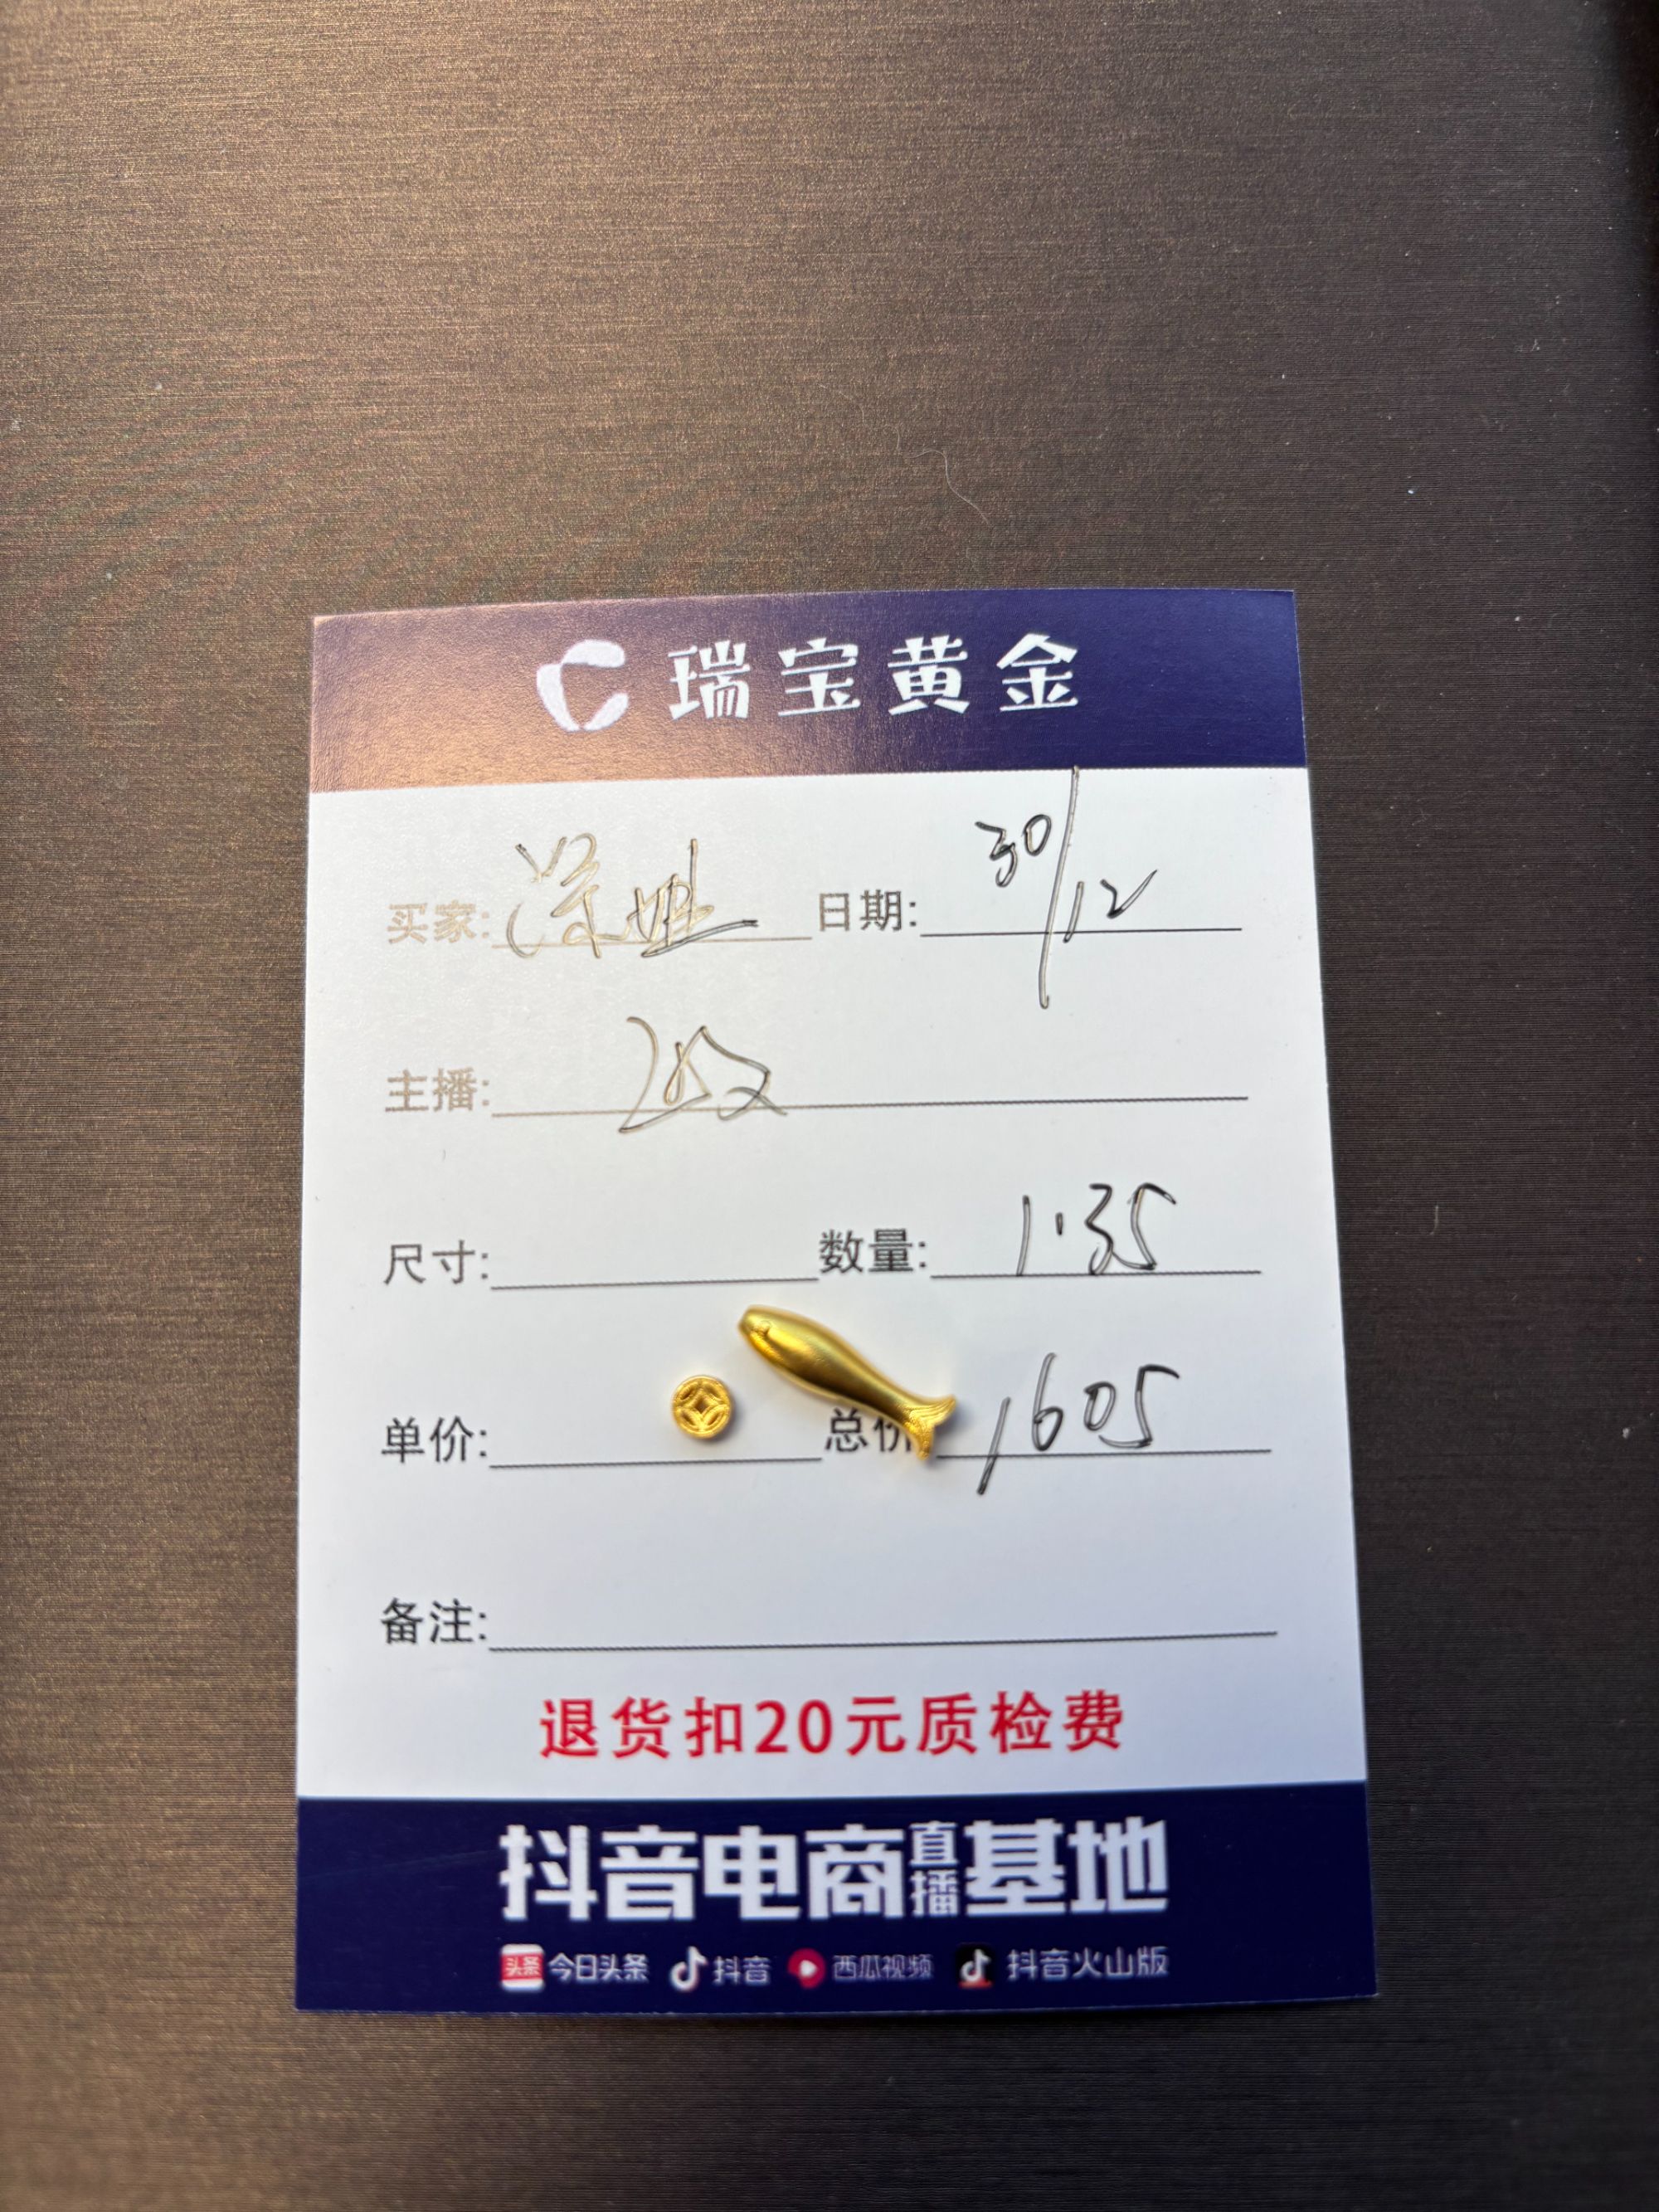 瑞宝黄金
买家: 深姐 日期: 30/12
主播:
尺寸: 数量: 1.35
单价: 总价 1605
备注:
退货扣20元质检费
抖音电商直播基地
头条 今日头条 抖音 西瓜视频 抖音火山版